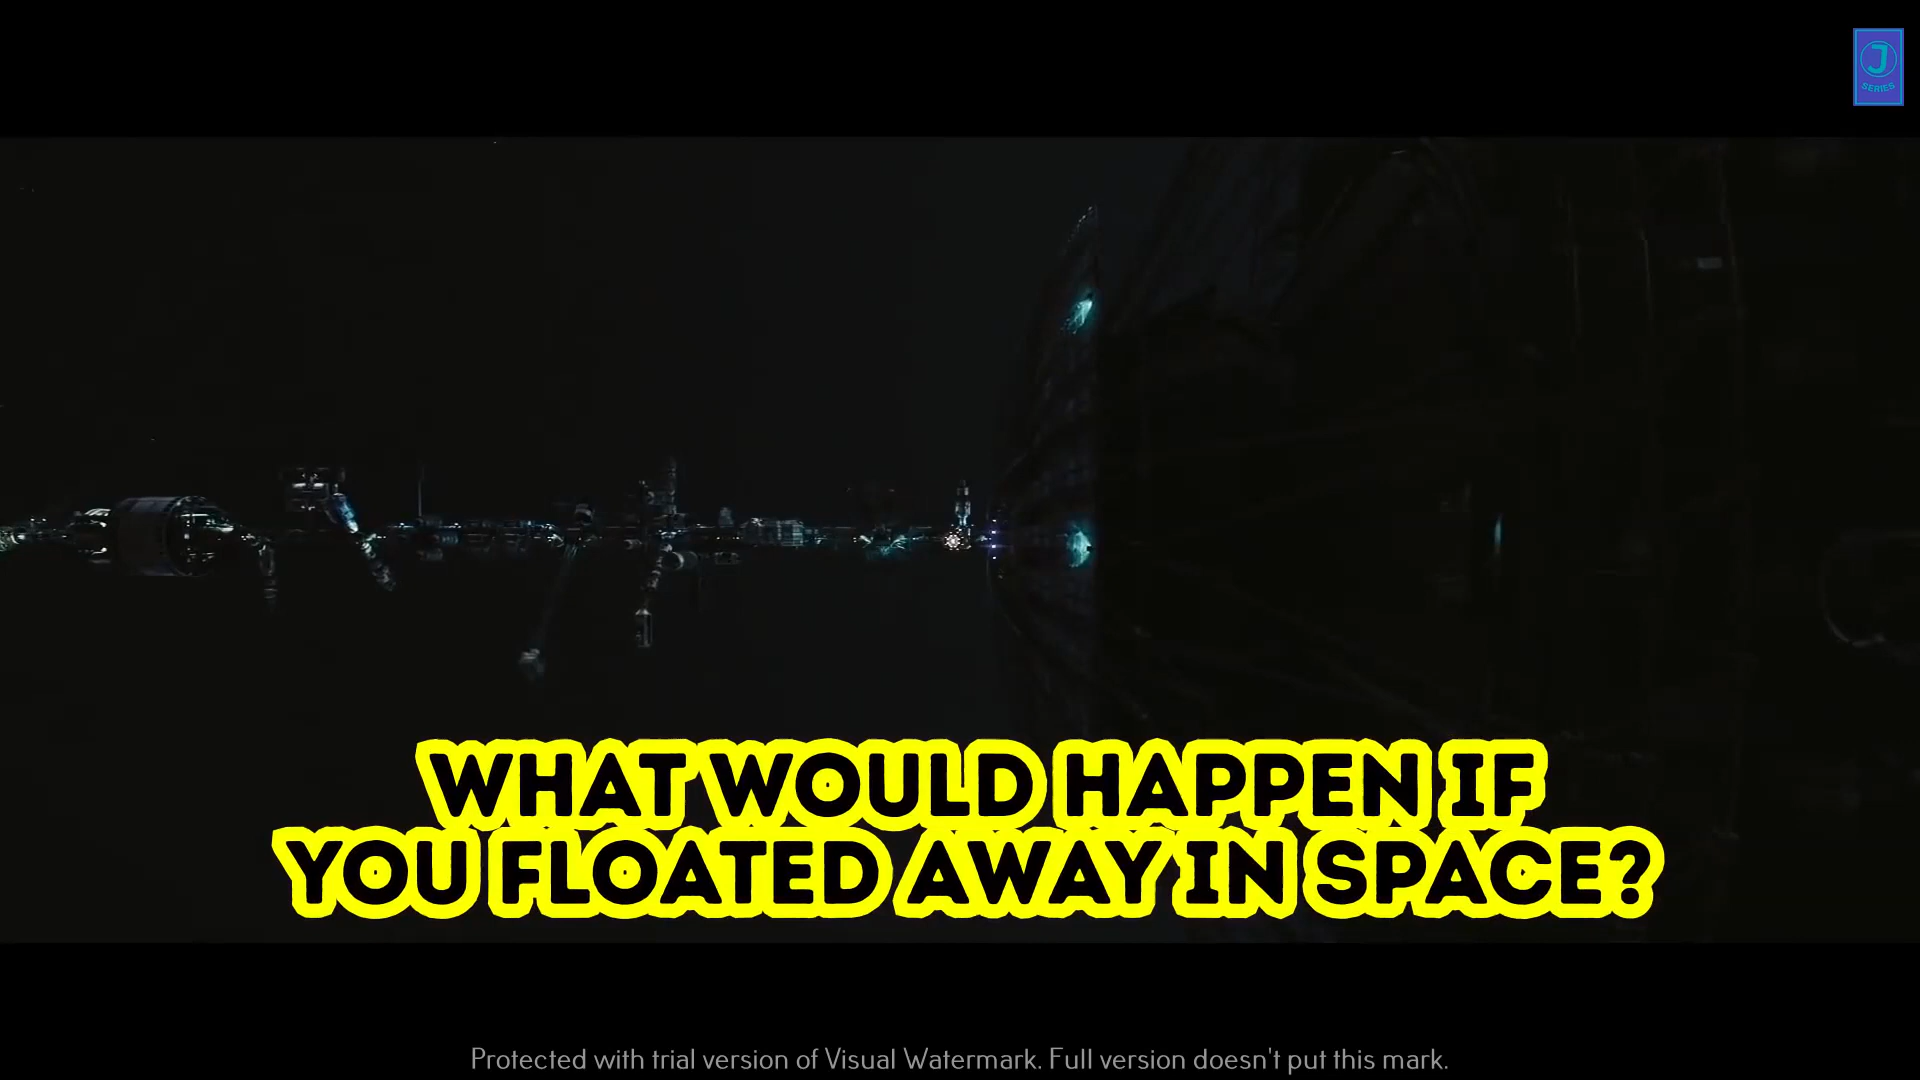 J
SERIES
WHAT WOULD HAPPEN IF
YOU FLOATED AWAY IN SPACE?
Protected with trial version of Visual Watermark. Full version doesn't put this mark.